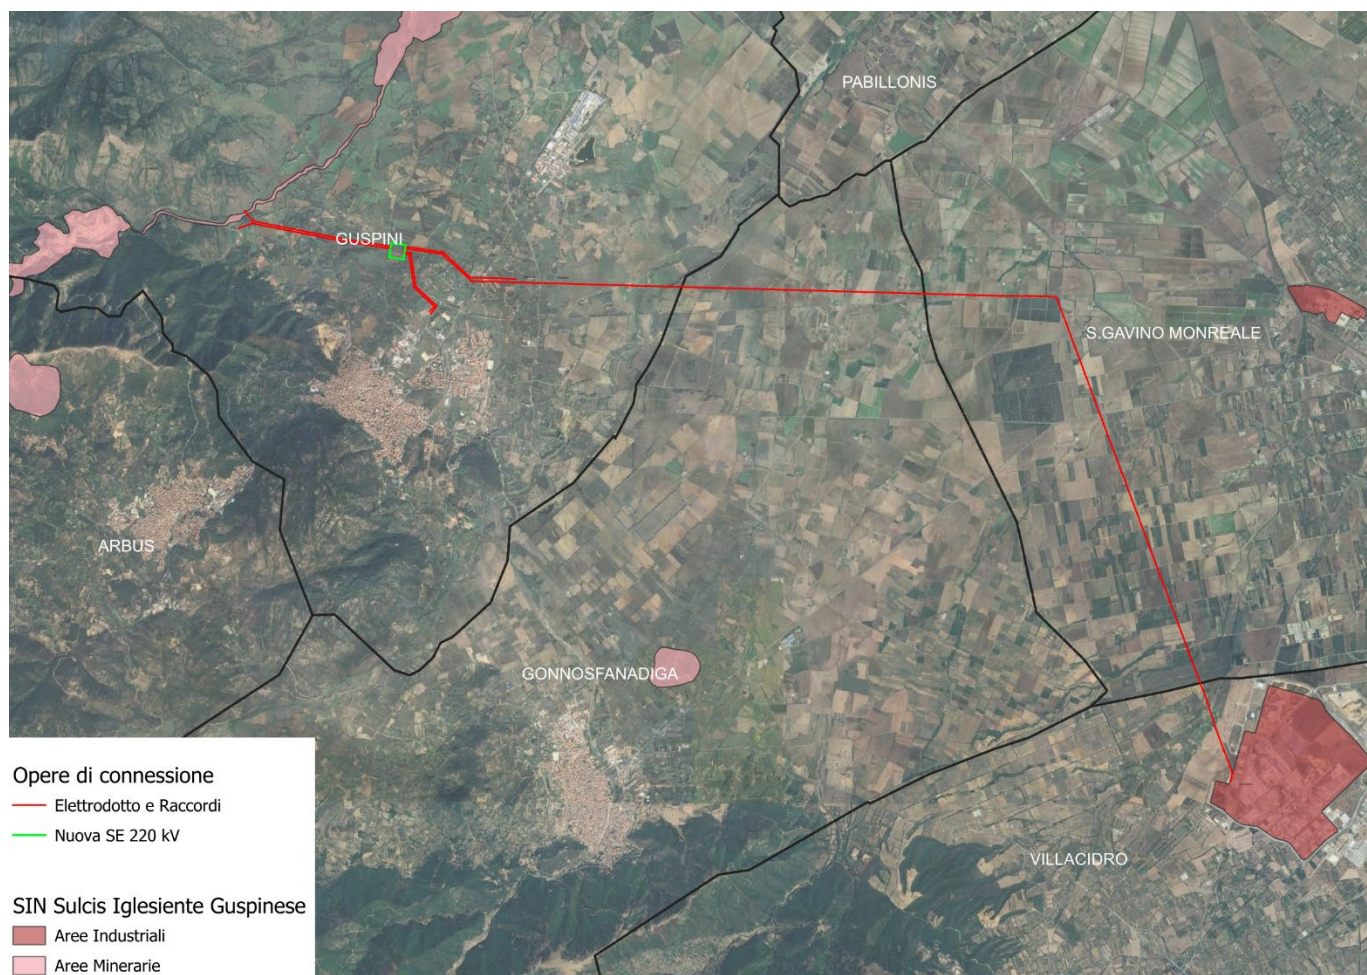 PABILLONIS
GUSPINI
S.GAVINO MONREALE
ARBUS
GONNOSFANADIGA
VILLACIDRO
Opere di connessione
Elettrodotto e Raccordi
Nuova SE 220 kV
SIN Sulcis Iglesiente Guspinese
Aree Industriali
Aree Minerarie